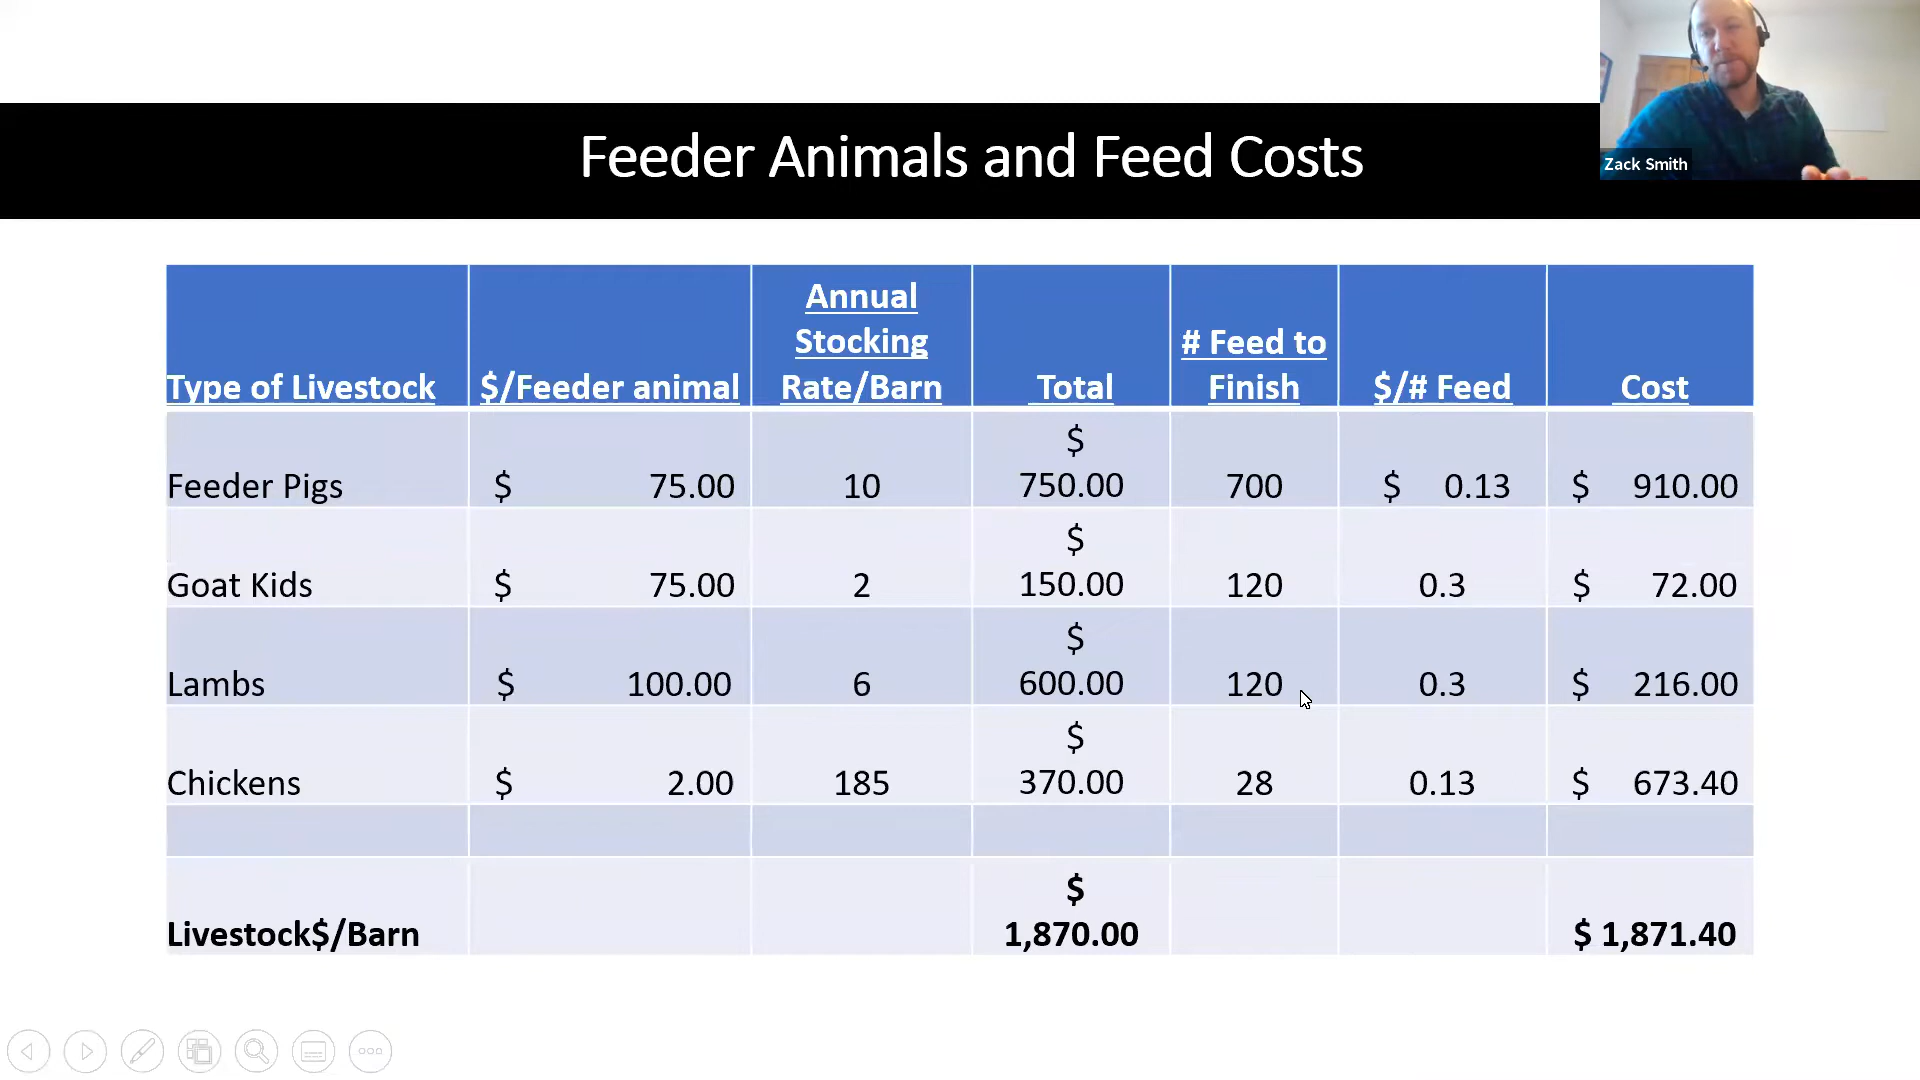 Feeder Animals and Feed Costs
Zack Smith
Type of Livestock $/Feeder animal Annual Stocking Rate/Barn Total # Feed to Finish $/# Feed Cost
Feeder Pigs $ 75.00 10 $ 750.00 700 $ 0.13 $ 910.00
Goat Kids $ 75.00 2 $ 150.00 120 0.3 $ 72.00
Lambs $ 100.00 6 $ 600.00 120 0.3 $ 216.00
Chickens $ 2.00 185 $ 370.00 28 0.13 $ 673.40
Livestock$/Barn $ 1,870.00 $ 1,871.40